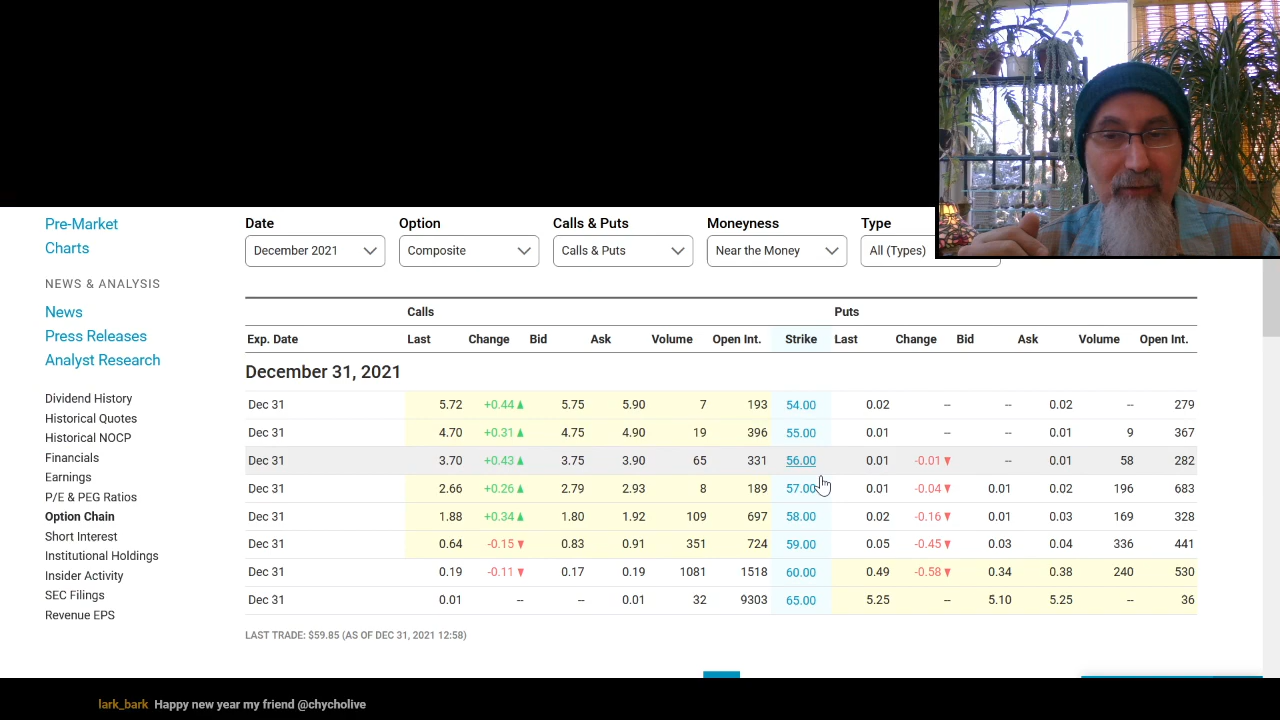 Pre-Market
Charts
NEWS & ANALYSIS
News
Press Releases
Analyst Research
Dividend History
Historical Quotes
Historical NOCP
Financials
Earnings
P/E & PEG Ratios
Option Chain
Short Interest
Institutional Holdings
Insider Activity
SEC Filings
Revenue EPS
Date Option Calls & Puts Moneyness Type
December 2021 Composite Calls & Puts Near the Money All (Types)
Calls Puts
Exp. Date Last Change Bid Ask Volume Open Int. Strike Last Change Bid Ask Volume Open Int.
December 31, 2021
Dec 31 5.72 +0.44 ▲ 5.75 5.90 7 193 54.00 0.02 -- -- 0.02 -- 279
Dec 31 4.70 +0.31 ▲ 4.75 4.90 19 396 55.00 0.01 -- -- 0.01 9 367
Dec 31 3.70 +0.43 ▲ 3.75 3.90 65 331 56.00 0.01 -0.01 ▼ -- 0.01 58 282
Dec 31 2.66 +0.26 ▲ 2.79 2.93 8 189 57.00 0.01 -0.04 ▼ 0.01 0.02 196 683
Dec 31 1.88 +0.34 ▲ 1.80 1.92 109 697 58.00 0.02 -0.16 ▼ 0.01 0.03 169 328
Dec 31 0.64 -0.15 ▼ 0.83 0.91 351 724 59.00 0.05 -0.45 ▼ 0.03 0.04 336 441
Dec 31 0.19 -0.11 ▼ 0.17 0.19 1081 1518 60.00 0.49 -0.58 ▼ 0.34 0.38 240 530
Dec 31 0.01 -- -- 0.01 32 9303 65.00 5.25 -- 5.10 5.25 -- 36
LAST TRADE: $59.85 (AS OF DEC 31, 2021 12:58)
lark_bark Happy new year my friend @chycholive